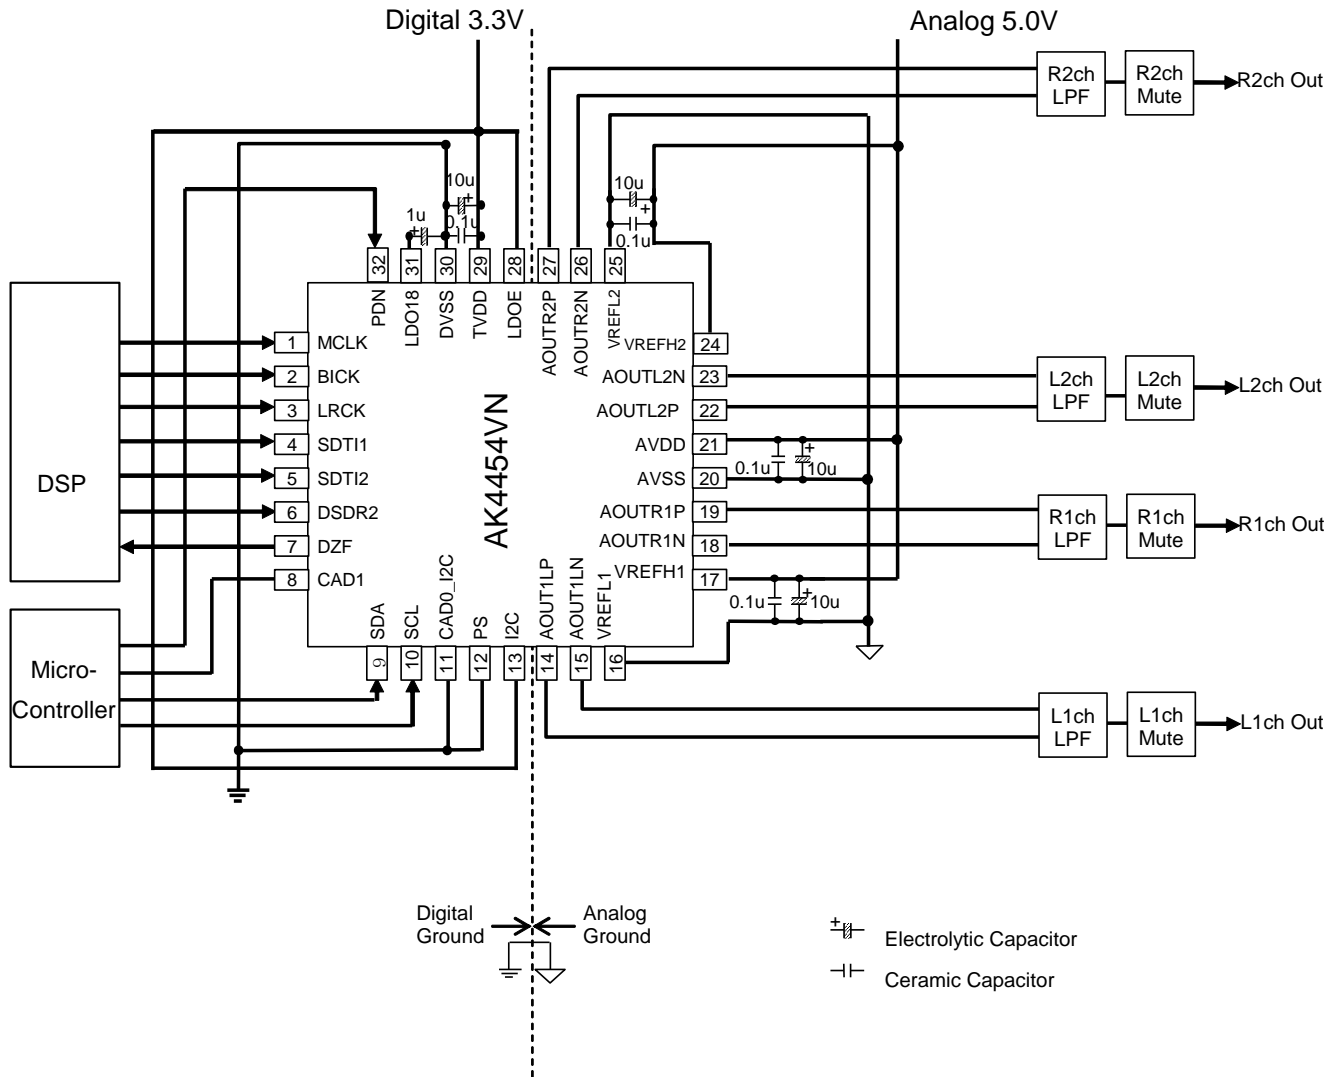 Digital 3.3V
Analog 5.0V
R2ch
LPF
R2ch
Mute
R2ch Out
10u
+
1u
+
0.1u
10u
+
0.1u
32
31
30
29
28
27
26
25
PDN
LDO18
DVSS
TVDD
LDOE
AOUTR2P
AOUTR2N
VREFL2
DSP
1
MCLK
2
BICK
3
LRCK
4
SDTI1
5
SDTI2
6
DSDR2
7
DZF
8
CAD1
AK4454VN
VREFH2
24
AOUTL2N
23
AOUTL2P
22
AVDD
21
AVSS
20
AOUTR1P
19
AOUTR1N
18
VREFH1
17
L2ch
LPF
L2ch
Mute
L2ch Out
0.1u
+
10u
R1ch
LPF
R1ch
Mute
R1ch Out
0.1u
+
10u
SDA
SCL
CAD0_I2C
PS
I2C
AOUT1LP
AOUT1LN
VREFL1
9
10
11
12
13
14
15
16
Micro-
Controller
L1ch
LPF
L1ch
Mute
L1ch Out
Digital
Ground
Analog
Ground
+
Electrolytic Capacitor
Ceramic Capacitor